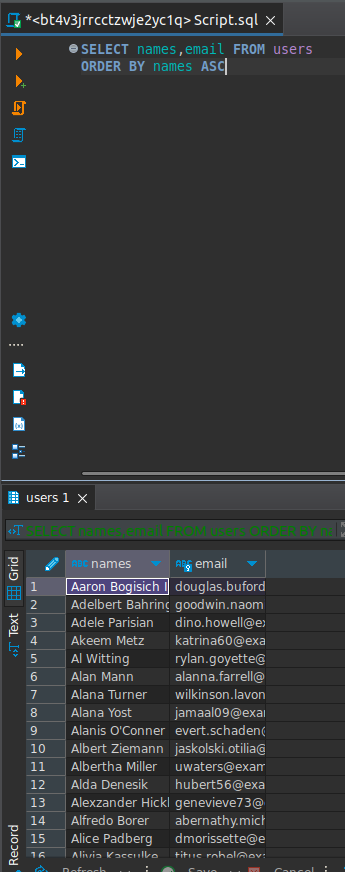 *<bt4v3jrrcctzwje2yc1q> Script.sql
SELECT names,email FROM users
ORDER BY names ASC
users 1
SELECT names,email FROM users ORDER BY
Grid
Text
Record
names email
1 Aaron Bogisich I douglas.buford
2 Adelbert Bahring goodwin.naom
3 Adele Parisian dino.howell@exa
4 Akeem Metz katrina60@exa
5 Al Witting rylan.goyette@
6 Alan Mann alanna.farrell@
7 Alana Turner wilkinson.lavon
8 Alana Yost jamaal09@exa
9 Alanis O'Conner evert.schaden@
10 Albert Ziemann jaskolski.otilia@
11 Albertha Miller uwaters@exam
12 Alda Denesik hubert56@exa
13 Alexzander Hickl genevieve73@
14 Alfredo Borer abernathy.mich
15 Alice Padberg dmorissette@e
16 Alivia Kassulke titus.robel@exa
Refresh Save Cancel